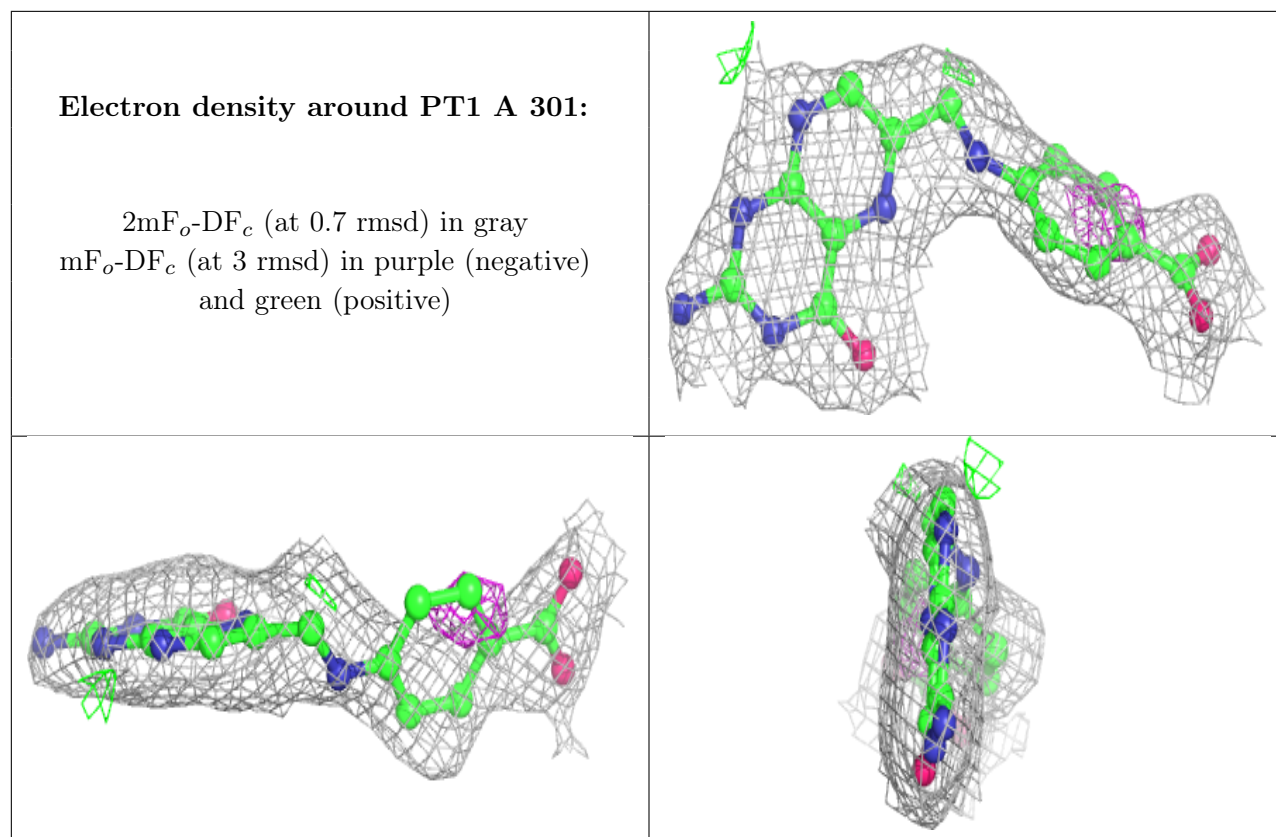 Electron density around PT1 A 301:
2mFo-DFc (at 0.7 rmsd) in gray
mFo-DFc (at 3 rmsd) in purple (negative)
and green (positive)